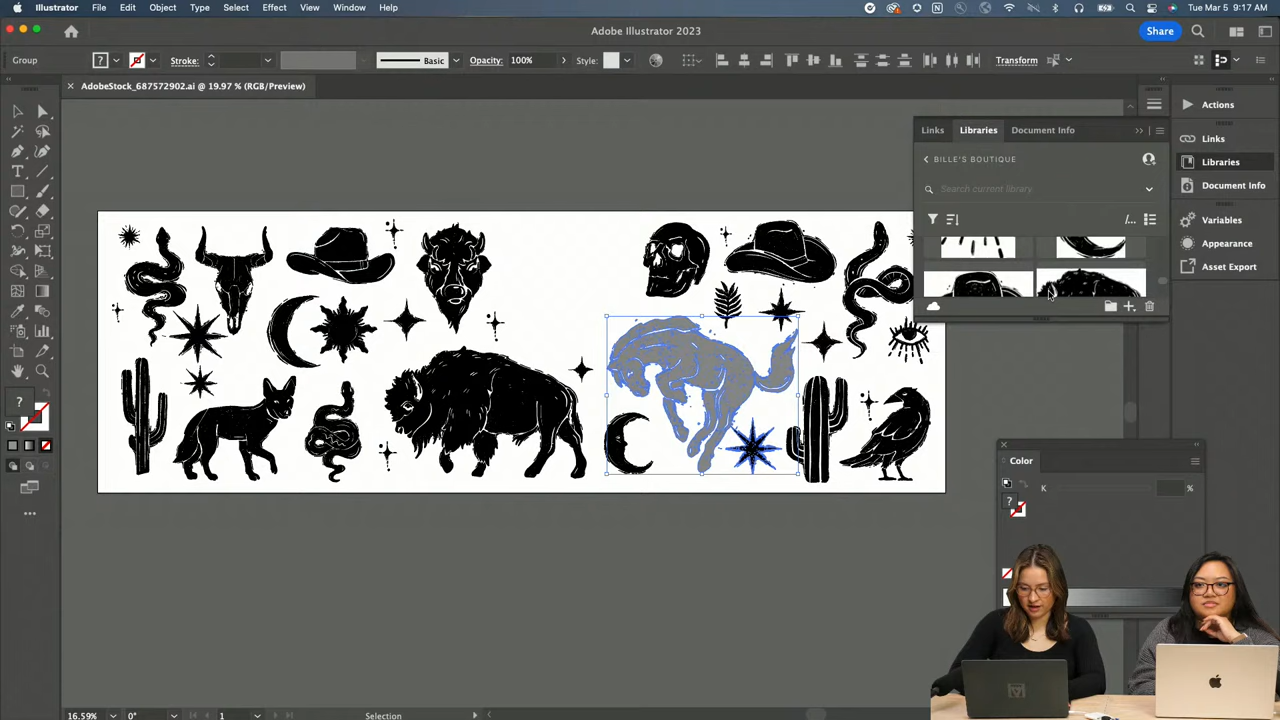 Illustrator File Edit Object Type Select Effect View Window Help
Tue Mar 5 9:17 AM
Adobe Illustrator 2023
Share
Group
?
Stroke:
Basic
Opacity:
100%
Style:
Transform
× AdobeStock_687572902.ai @ 19.97 % (RGB/Preview)
Links Libraries Document Info
BILLE'S BOUTIQUE
Search current library
/...
Actions
Links
Libraries
Document Info
Variables
Appearance
Asset Export
Color
K
%
?
?
16.59%
0°
1
Selection